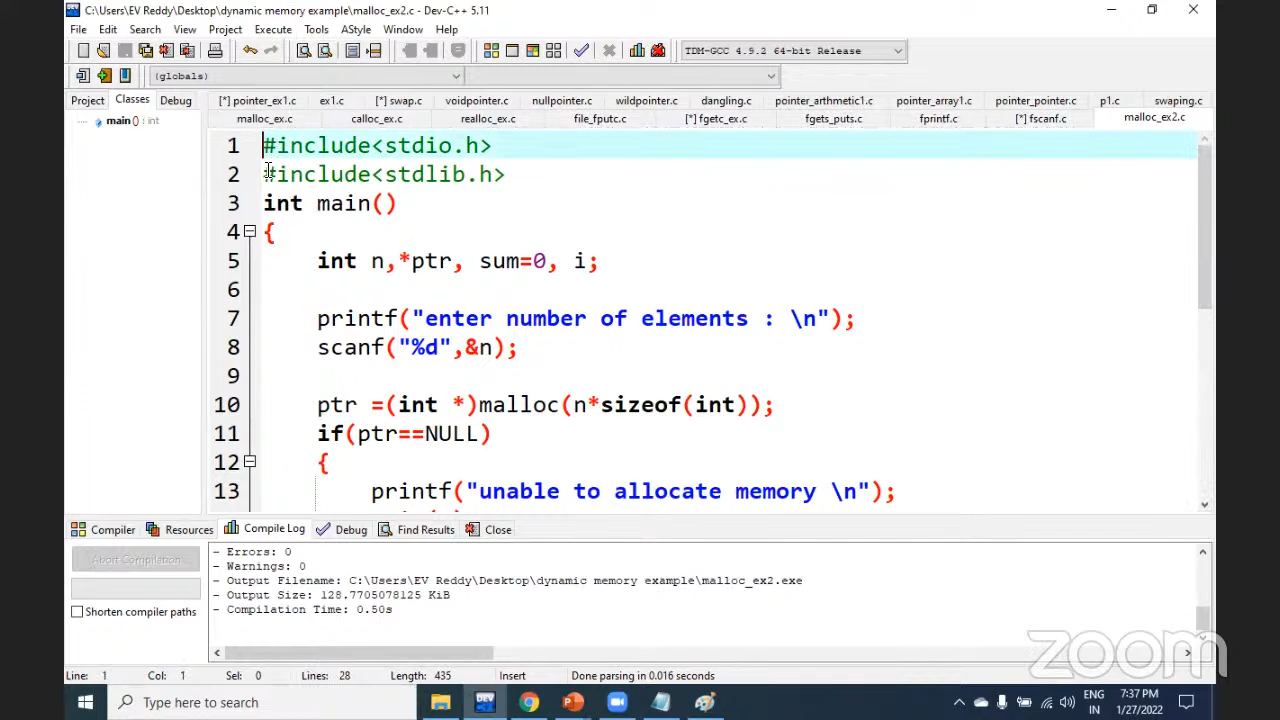 C:\Users\EV Reddy\Desktop\dynamic memory example\malloc_ex2.c - Dev-C++ 5.11
File Edit Search View Project Execute Tools AStyle Window Help
TDM-GCC 4.9.2 64-bit Release
(globals)
Project Classes Debug
[*] pointer_ex1.c ex1.c [*] swap.c voidpointer.c nullpointer.c wildpointer.c dangling.c pointer_arthmetic1.c pointer_array1.c pointer_pointer.c p1.c swaping.c
malloc_ex.c calloc_ex.c realloc_ex.c file_fputc.c [*] fgetc_ex.c fgets_puts.c fprintf.c [*] fscanf.c malloc_ex2.c
main () : int
1 #include<stdio.h>
2 #include<stdlib.h>
3 int main()
4 {
5 int n,*ptr, sum=0, i;
6
7 printf("enter number of elements : \n");
8 scanf("%d",&n);
9
10 ptr =(int *)malloc(n*sizeof(int));
11 if(ptr==NULL)
12 {
13 printf("unable to allocate memory \n");
Compiler Resources Compile Log Debug Find Results Close
Abort Compilation
Shorten compiler paths
- Errors: 0
- Warnings: 0
- Output Filename: C:\Users\EV Reddy\Desktop\dynamic memory example\malloc_ex2.exe
- Output Size: 128.7705078125 KiB
- Compilation Time: 0.50s
zoom
Line: 1 Col: 1 Sel: 0 Lines: 28 Length: 435 Insert Done parsing in 0.016 seconds
Type here to search
DEV
ENG
IN
7:37 PM
1/27/2022